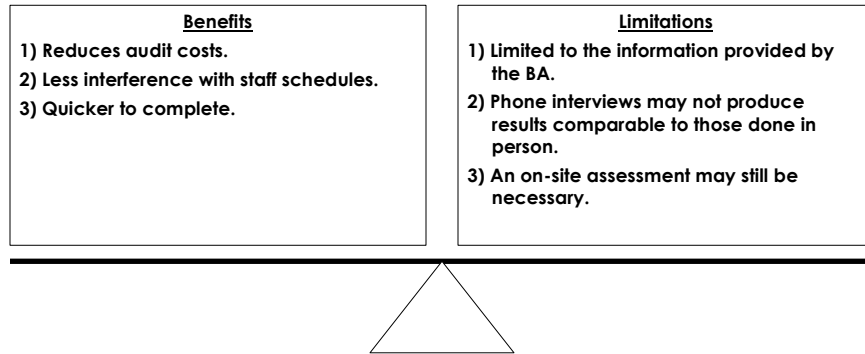 Benefits
1) Reduces audit costs.
2) Less interference with staff schedules.
3) Quicker to complete.
Limitations
1) Limited to the information provided by
the BA.
2) Phone interviews may not produce
results comparable to those done in
person.
3) An on-site assessment may still be
necessary.